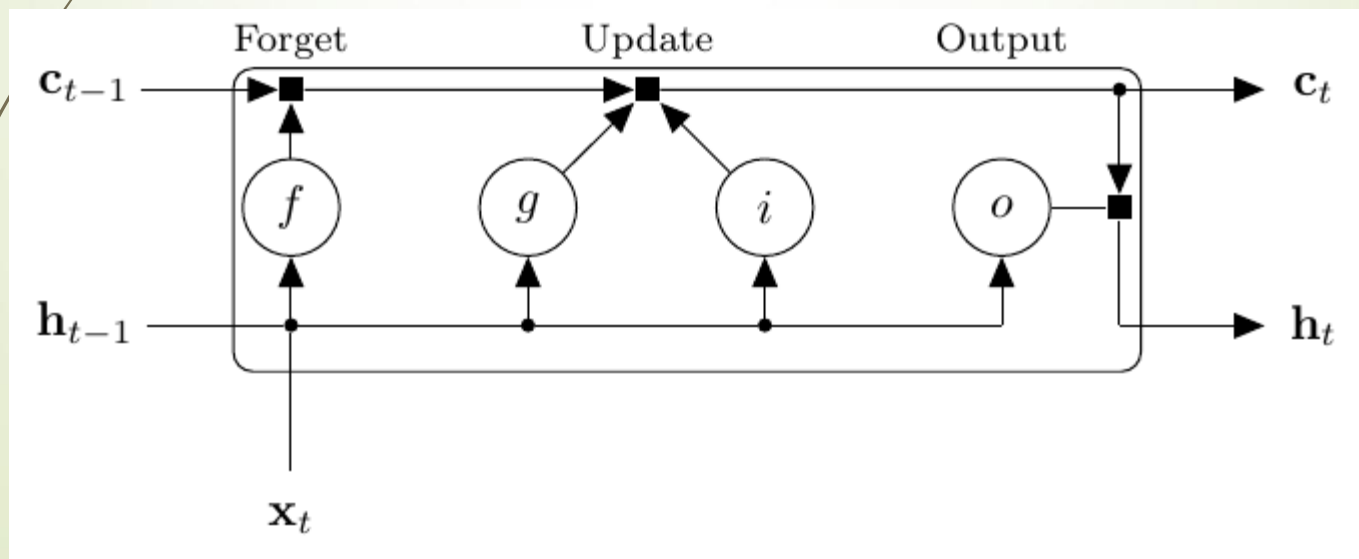 Forget Update Output
c_{t−1} c_t
f g i o
h_{t−1} h_t
x_t